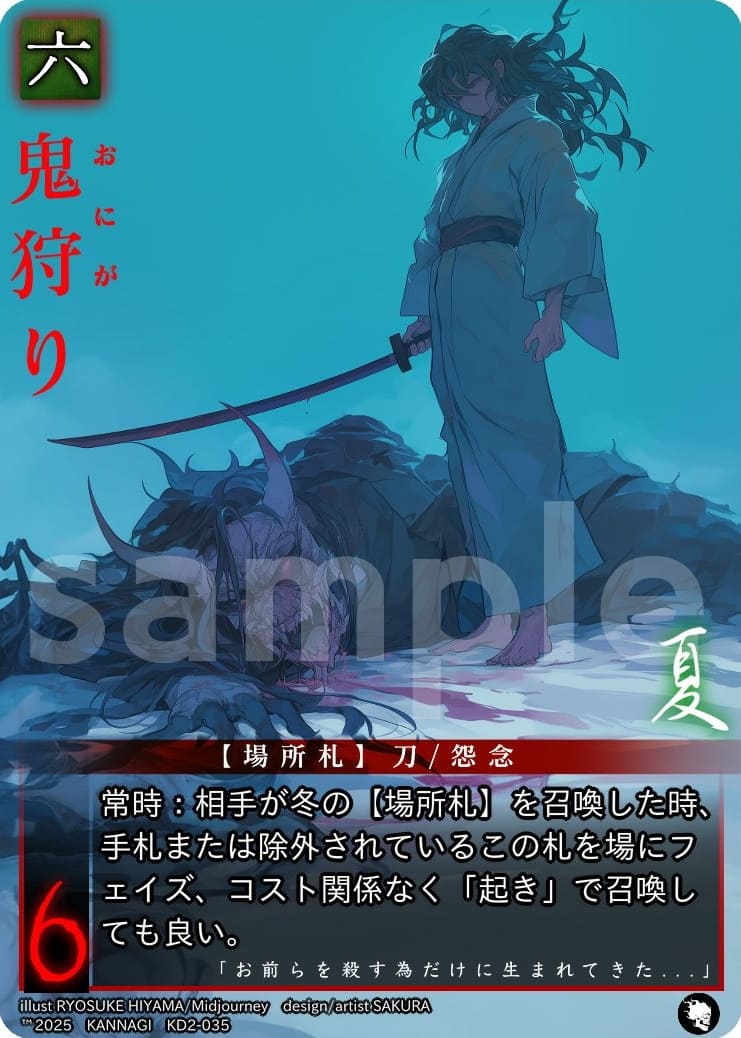 六
鬼狩り
おにが
sample
夏
【場所札】刀/怨念
常時：相手が冬の【場所札】を召喚した時、
手札または除外されているこの札を場にフ
ェイズ、コスト関係なく「起き」で召喚し
ても良い。
「お前らを殺す為だけに生まれてきた...」
6
illust RYOSUKE HIYAMA/Midjourney design/artist SAKURA
™2025 KANNAGI KD2-035